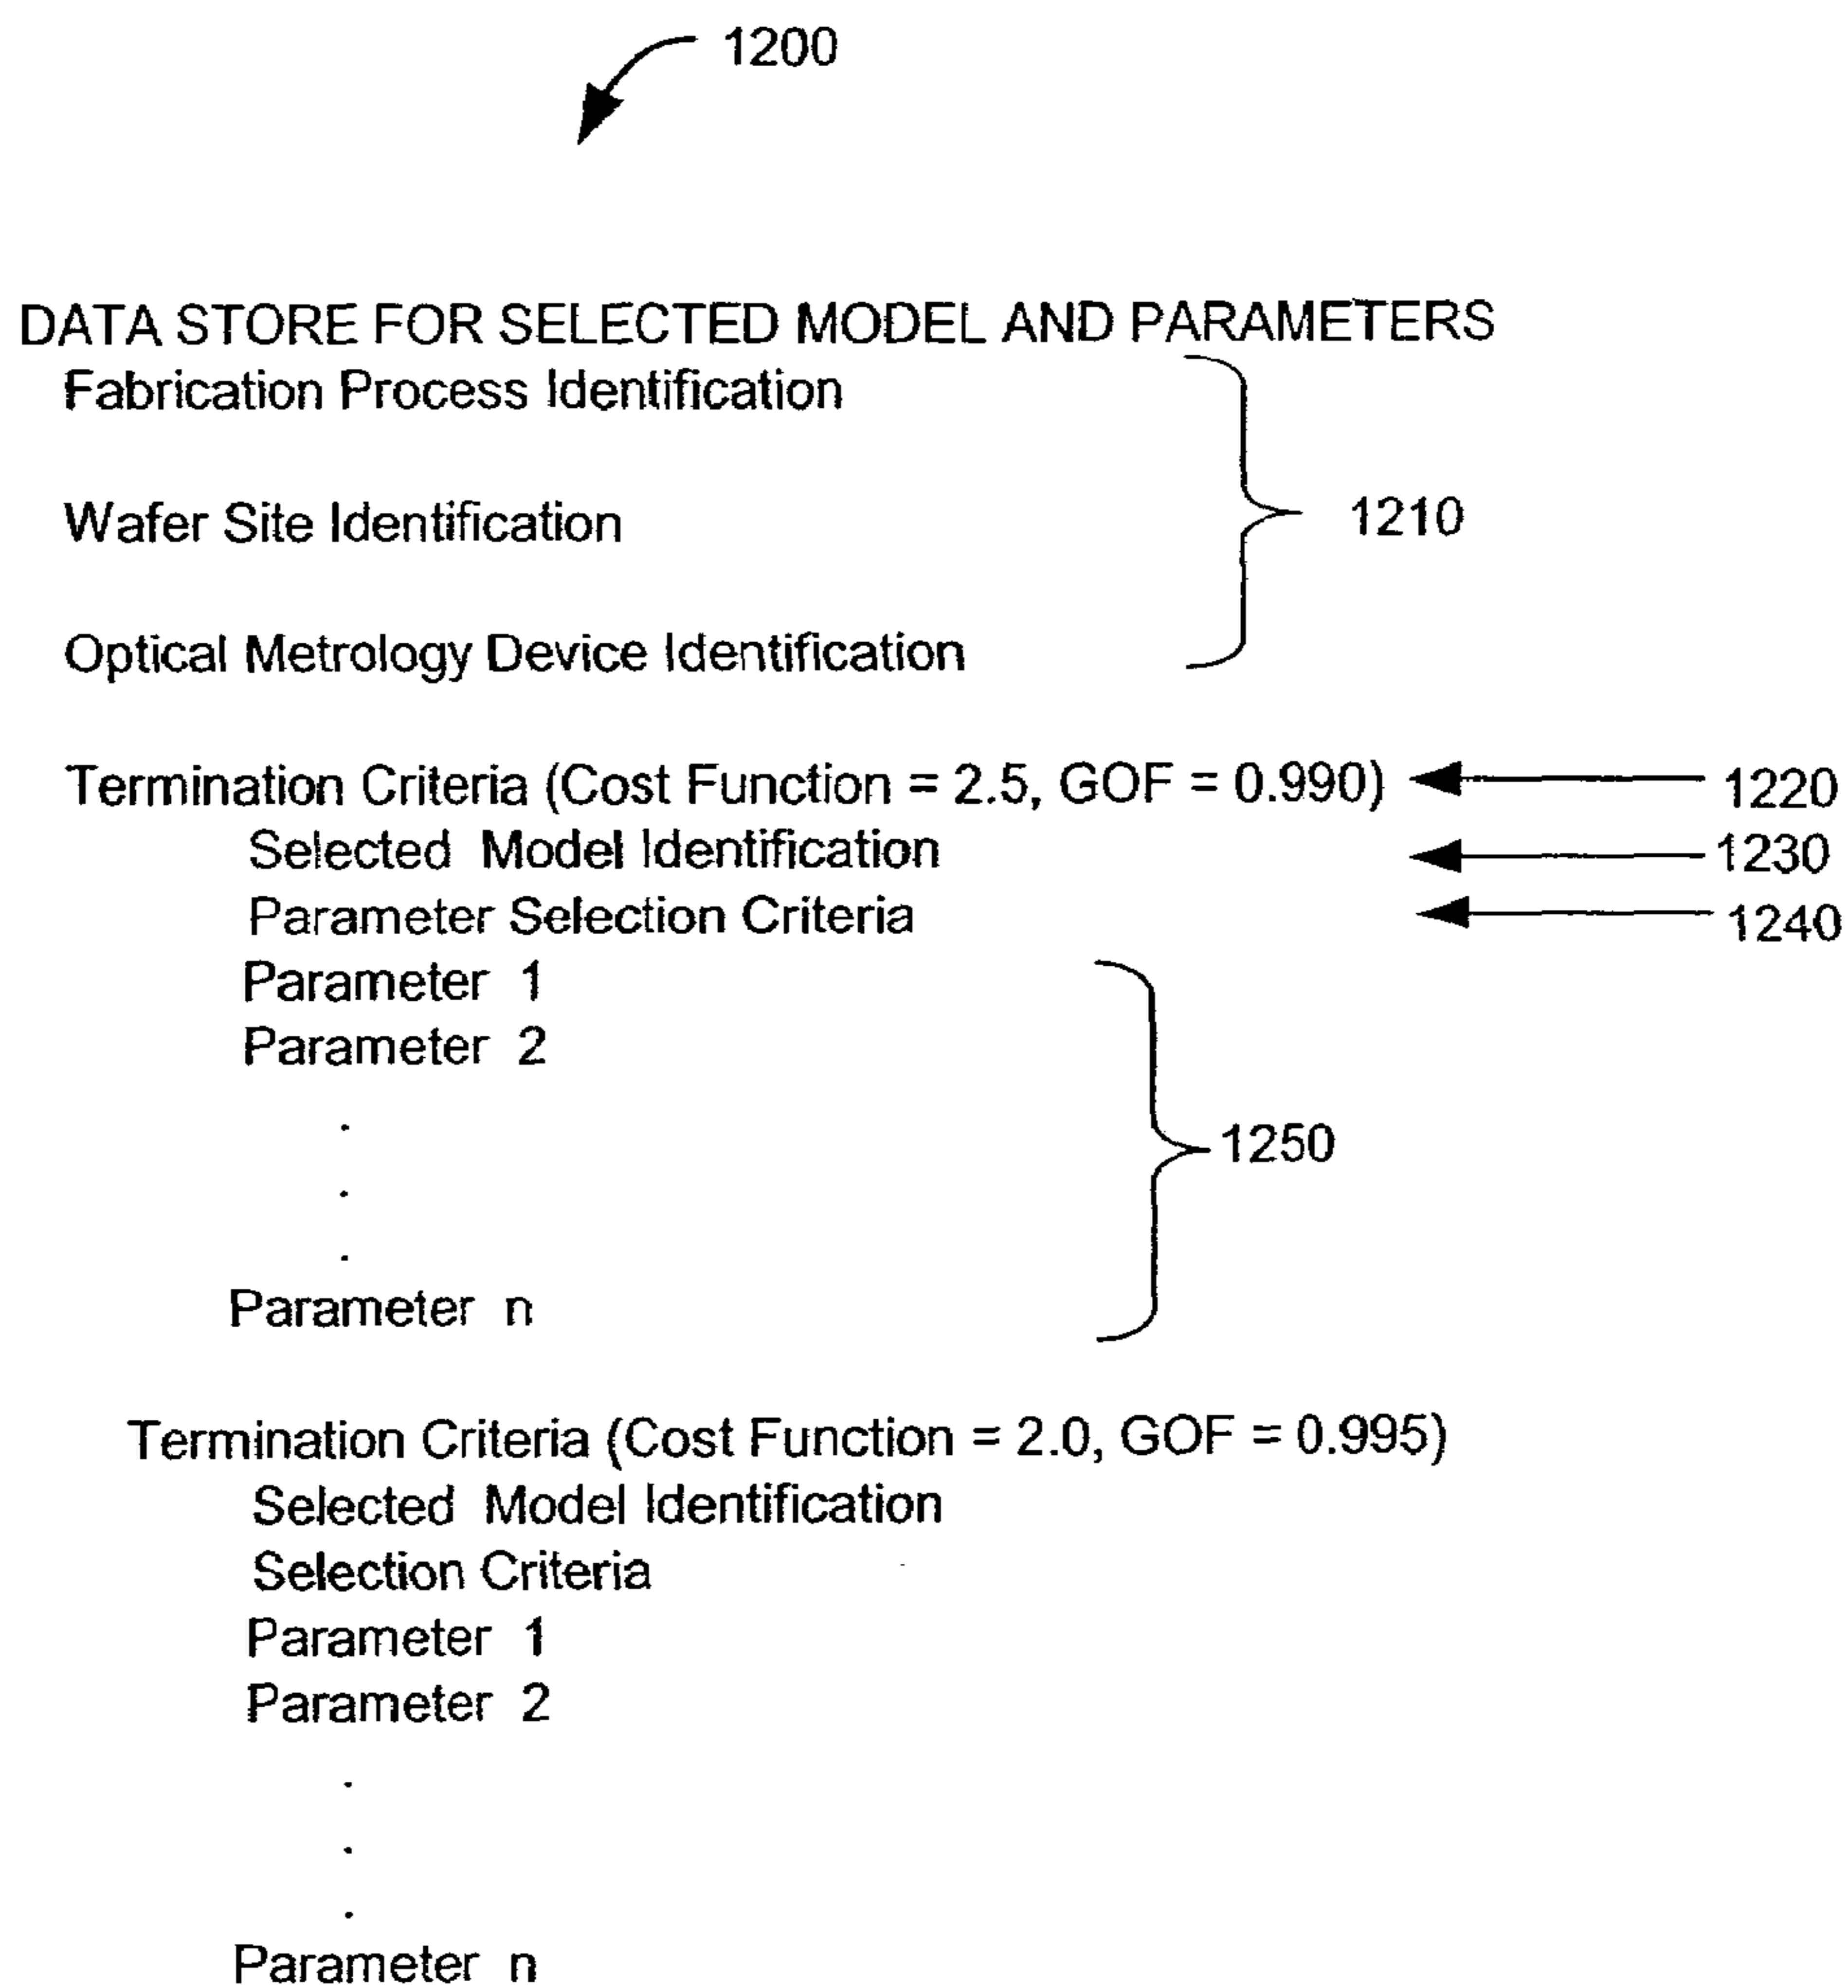 1200
DATA STORE FOR SELECTED MODEL AND PARAMETERS
Fabrication Process Identification
Wafer Site Identification 1210
Optical Metrology Device Identification
Termination Criteria (Cost Function = 2.5, GOF = 0.990) 1220
Selected Model Identification 1230
Parameter Selection Criteria 1240
Parameter 1
Parameter 2
.
1250
.
.
Parameter n
Termination Criteria (Cost Function = 2.0, GOF = 0.995)
Selected Model Identification
Selection Criteria
Parameter 1
Parameter 2
.
.
.
Parameter n